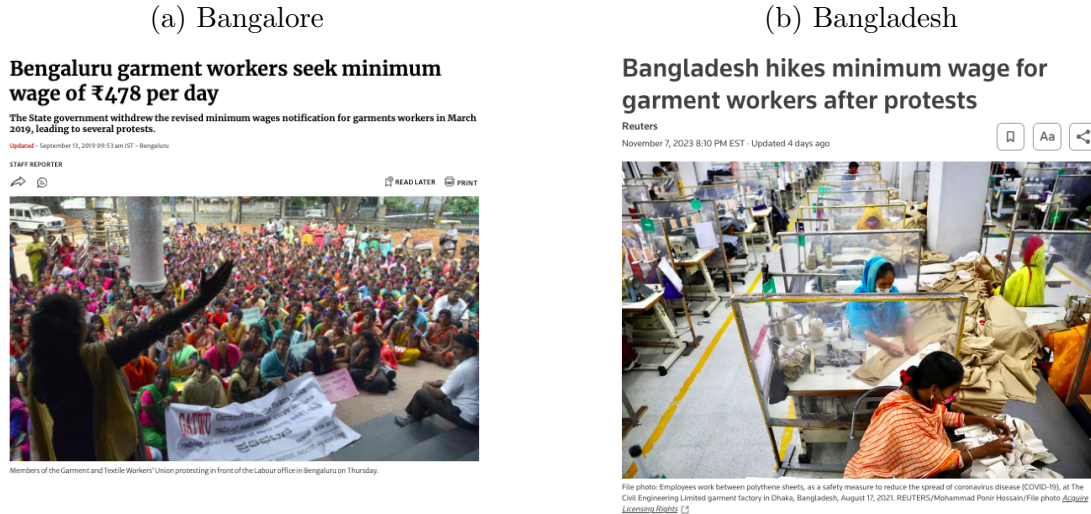 (a) Bangalore
Bengaluru garment workers seek minimum
wage of ₹478 per day
The State government withdrew the revised minimum wages notification for garments workers in March
2019, leading to several protests.
Updated - September 13, 2019 09:53 am IST - Bengaluru
STAFF REPORTER
READ LATER PRINT
GATWU
Members of the Garment and Textile Workers' Union protesting in front of the Labour office in Bengaluru on Thursday.
(b) Bangladesh
Bangladesh hikes minimum wage for
garment workers after protests
Reuters
November 7, 2023 8:10 PM EST · Updated 4 days ago
Aa
File photo: Employees work between polythene sheets, as a safety measure to reduce the spread of coronavirus disease (COVID-19), at The
Civil Engineering Limited garment factory in Dhaka, Bangladesh, August 17, 2021. REUTERS/Mohammad Ponir Hossain/File photo Acquire
Licensing Rights